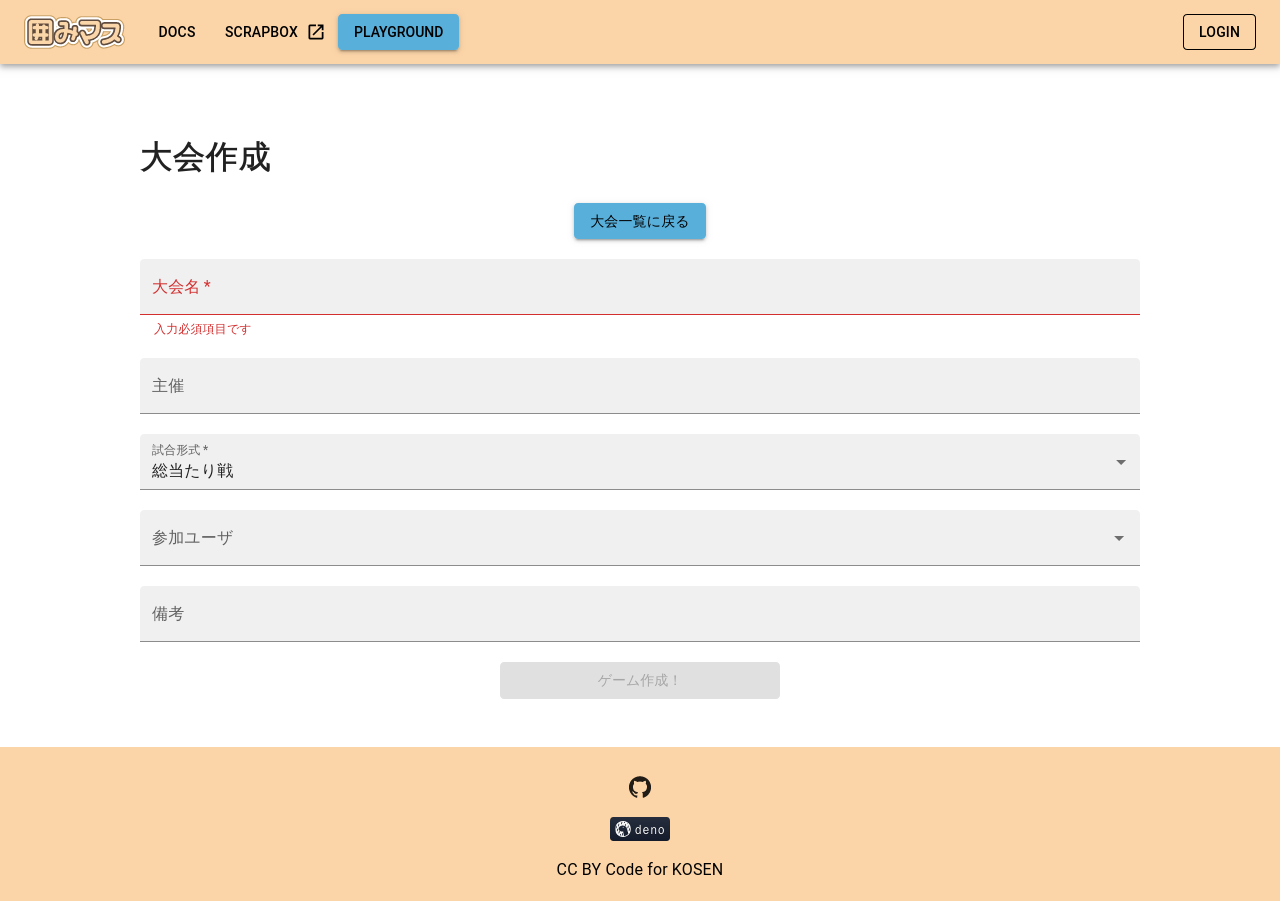 囲みマス
DOCS
SCRAPBOX
PLAYGROUND
LOGIN
大会作成
大会一覧に戻る
大会名 *
入力必須項目です
主催
試合形式 *
総当たり戦
参加ユーザ
備考
ゲーム作成！
deno
CC BY Code for KOSEN